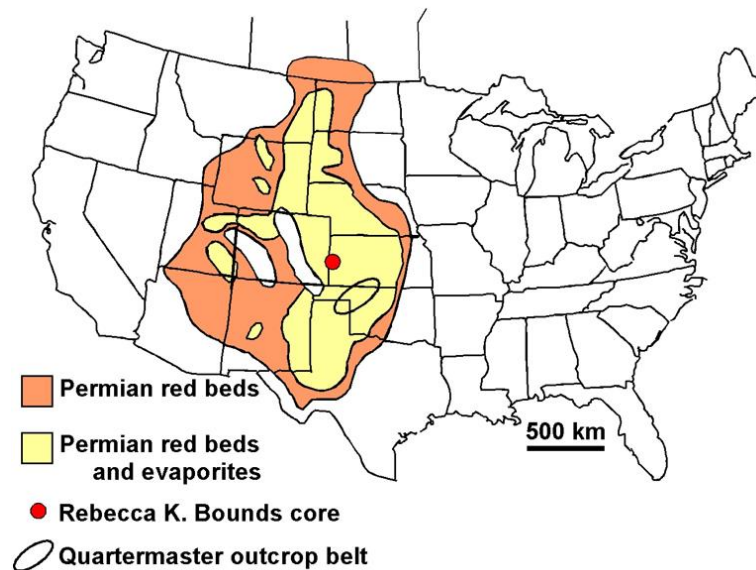 Permian red beds
Permian red beds
and evaporites
500 km
Rebecca K. Bounds core
Quartermaster outcrop belt